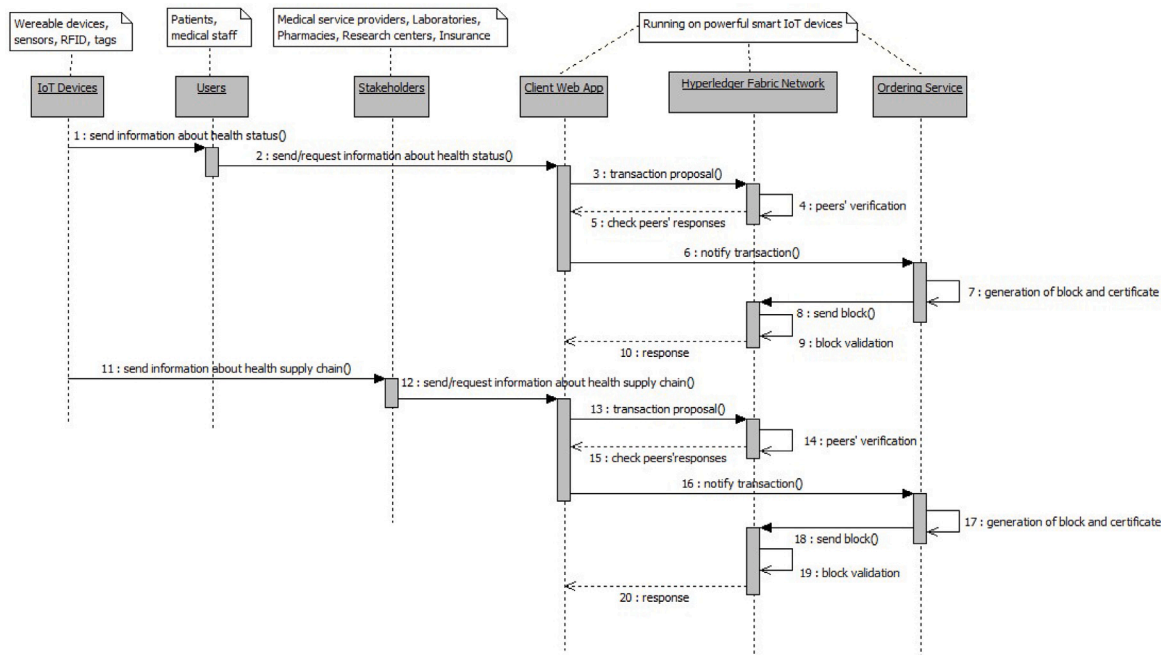 Wereable devices,
sensors, RFID, tags
Patients,
medical staff
Medical service providers, Laboratories,
Pharmacies, Research centers, Insurance
Running on powerful smart IoT devices
IoT Devices
Users
Stakeholders
Client Web App
Hyperledger Fabric Network
Ordering Service
1 : send information about health status()
2 : send/request information about health status()
3 : transaction proposal()
4 : peers' verification
5 : check peers' responses
6 : notify transaction()
7 : generation of block and certificate
8 : send block()
9 : block validation
10 : response
11 : send information about health supply chain()
12 : send/request information about health supply chain()
13 : transaction proposal()
14 : peers' verification
15 : check peers'responses
16 : notify transaction()
17 : generation of block and certificate
18 : send block()
19 : block validation
20 : response